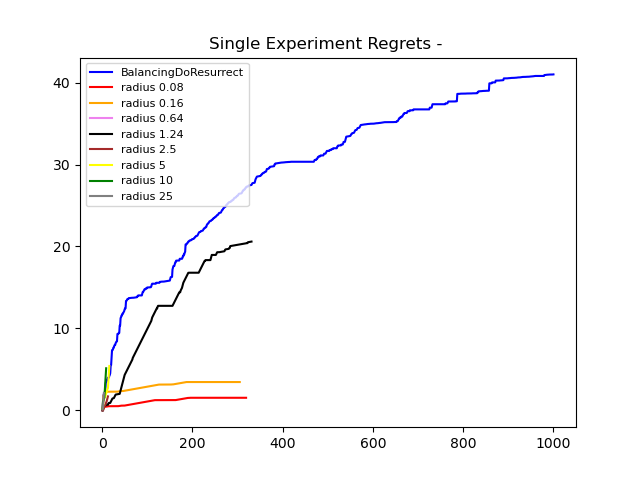 Single Experiment Regrets -
BalancingDoResurrect
radius 0.08
radius 0.16
radius 0.64
radius 1.24
radius 2.5
radius 5
radius 10
radius 25
40
30
20
10
0
0 200 400 600 800 1000